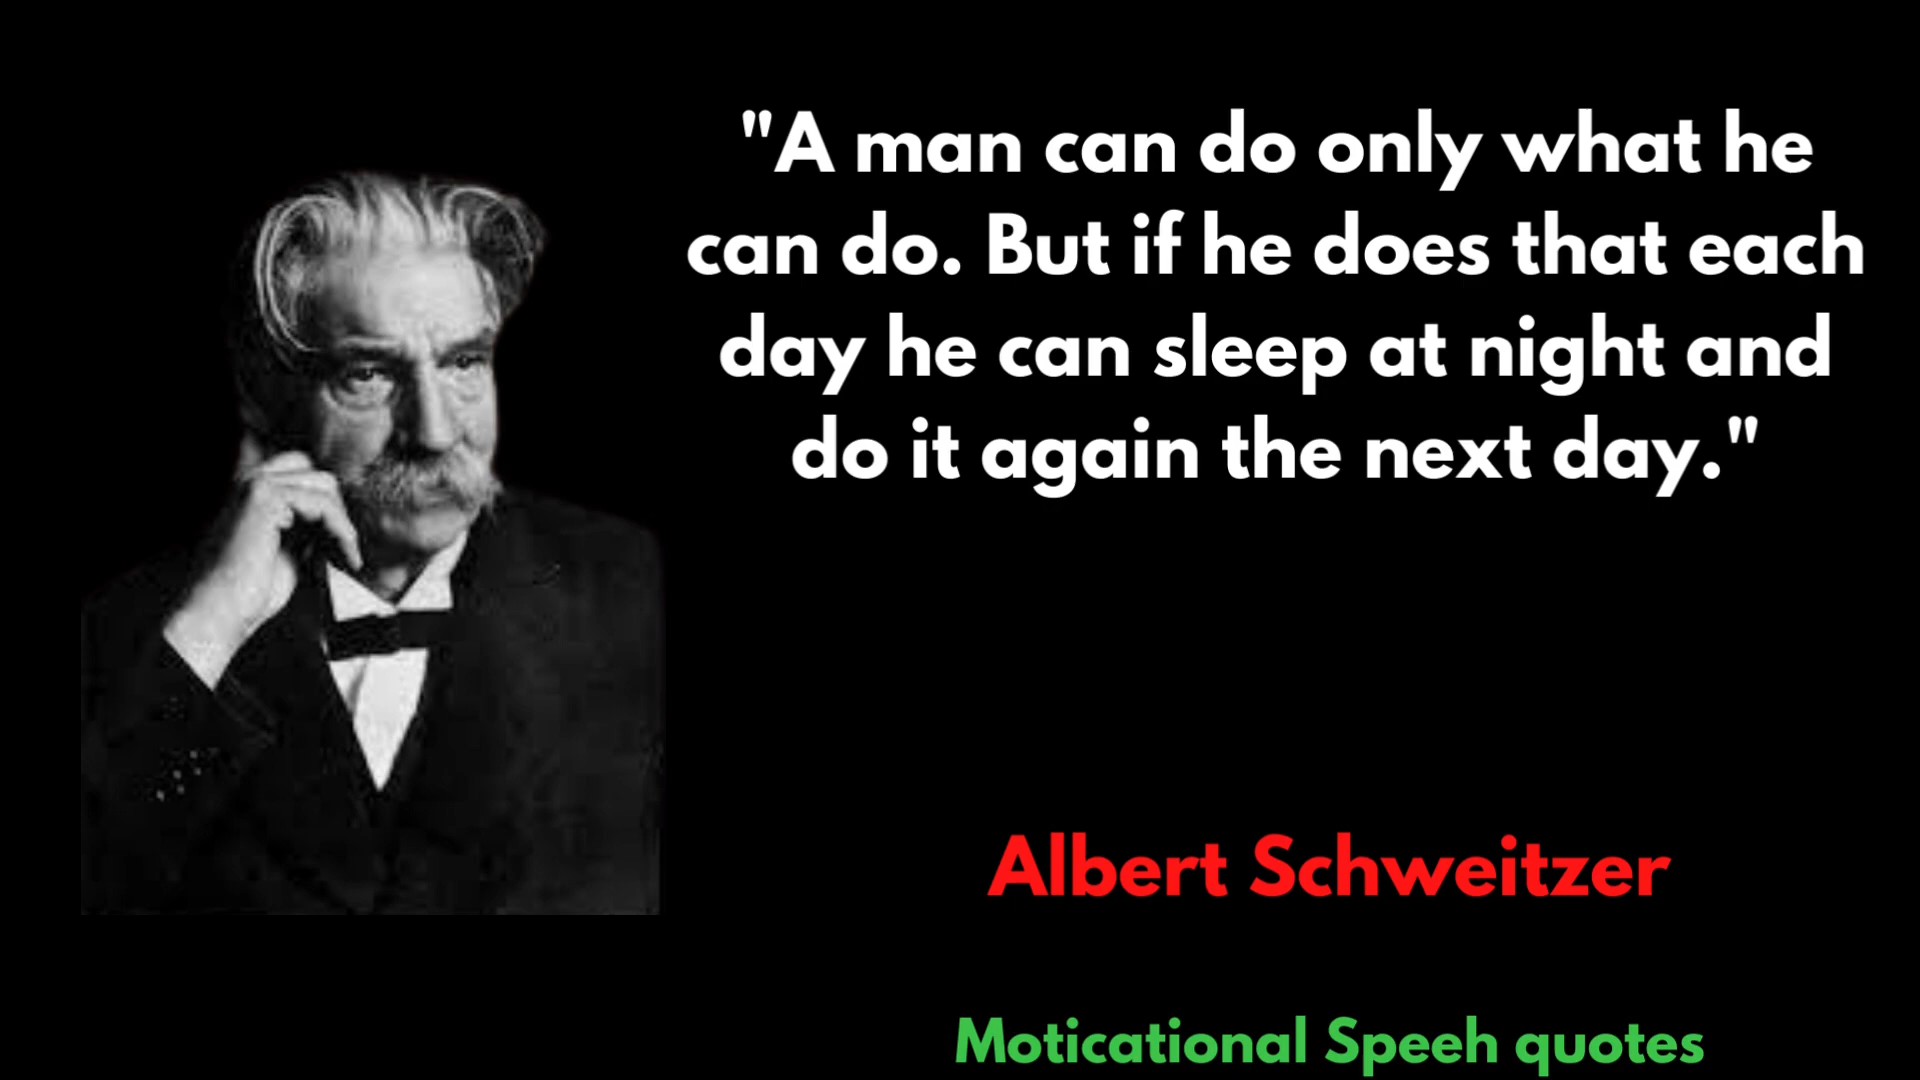 "A man can do only what he
can do. But if he does that each
day he can sleep at night and
do it again the next day."
Albert Schweitzer
Moticational Speeh quotes